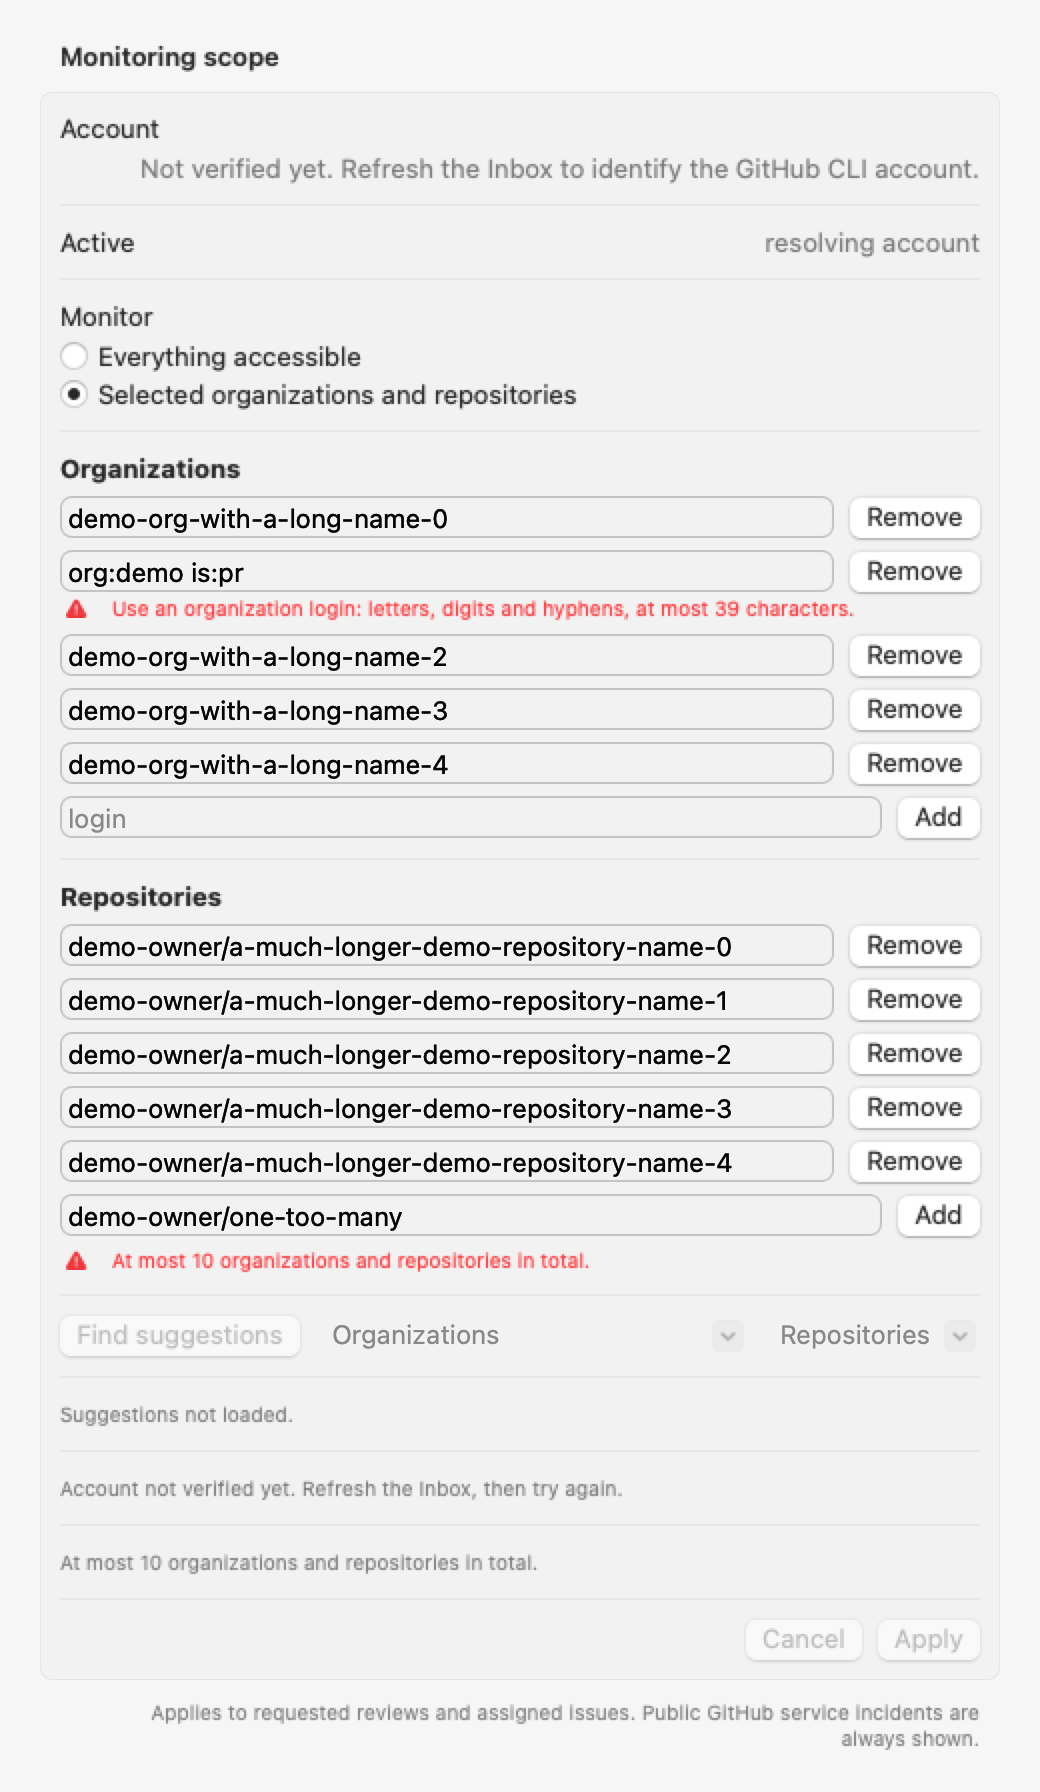 Monitoring scope
Account
Not verified yet. Refresh the Inbox to identify the GitHub CLI account.
Active resolving account
Monitor
Everything accessible
Selected organizations and repositories
Organizations
demo-org-with-a-long-name-0 Remove
org:demo is:pr Remove
Use an organization login: letters, digits and hyphens, at most 39 characters.
demo-org-with-a-long-name-2 Remove
demo-org-with-a-long-name-3 Remove
demo-org-with-a-long-name-4 Remove
login Add
Repositories
demo-owner/a-much-longer-demo-repository-name-0 Remove
demo-owner/a-much-longer-demo-repository-name-1 Remove
demo-owner/a-much-longer-demo-repository-name-2 Remove
demo-owner/a-much-longer-demo-repository-name-3 Remove
demo-owner/a-much-longer-demo-repository-name-4 Remove
demo-owner/one-too-many Add
At most 10 organizations and repositories in total.
Find suggestions Organizations Repositories
Suggestions not loaded.
Account not verified yet. Refresh the Inbox, then try again.
At most 10 organizations and repositories in total.
Cancel Apply
Applies to requested reviews and assigned issues. Public GitHub service incidents are
always shown.